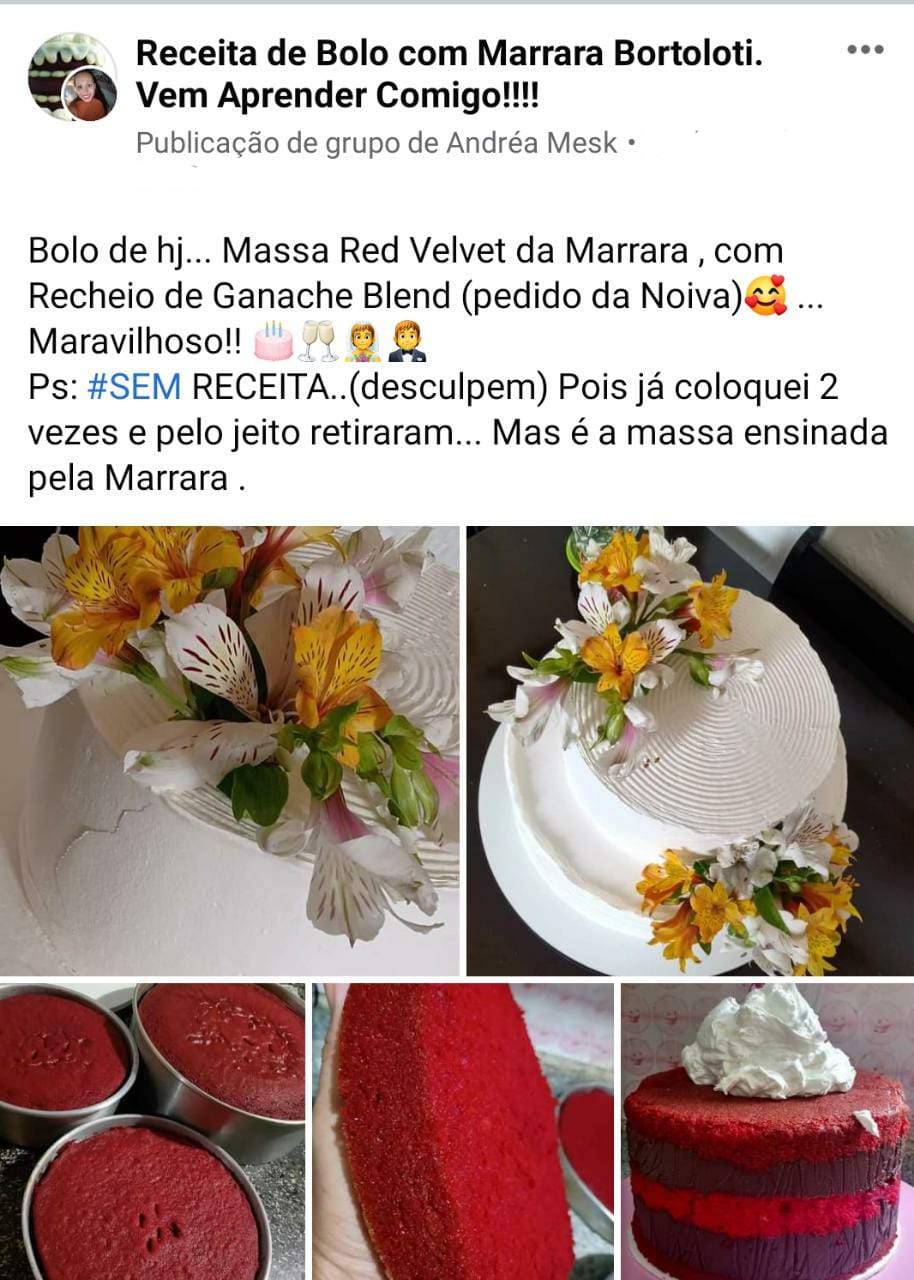 Receita de Bolo com Marrara Bortoloti.
Vem Aprender Comigo!!!!
Publicação de grupo de Andréa Mesk •
Bolo de hj... Massa Red Velvet da Marrara , com
Recheio de Ganache Blend (pedido da Noiva)🥰 ...
Maravilhoso!! 🎂🥂👰🤵
Ps: #SEM RECEITA..(desculpem) Pois já coloquei 2
vezes e pelo jeito retiraram... Mas é a massa ensinada
pela Marrara .